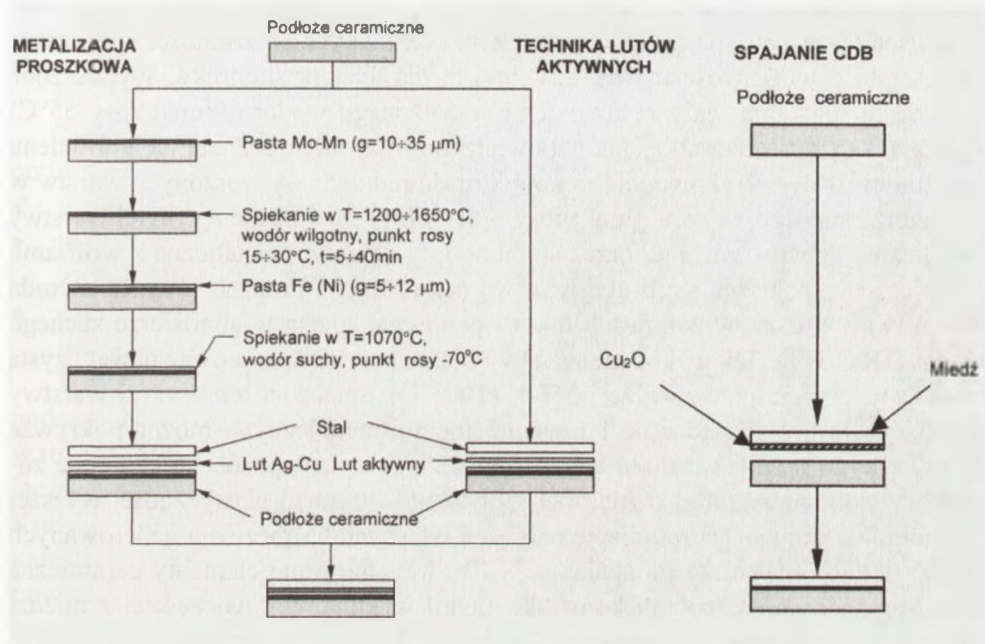 Podłoże ceramiczne
METALIZACJA
PROSZKOWA
TECHNIKA LUTÓW
AKTYWNYCH
SPAJANIE CDB
Podłoże ceramiczne
Pasta Mo-Mn (g=10÷35 µm)
Spiekanie w T=1200÷1650°C,
wodór wilgotny, punkt rosy
15÷30°C, t=5÷40min
Pasta Fe (Ni) (g=5÷12 µm)
Spiekanie w T=1070°C,
wodór suchy, punkt rosy -70°C
Cu₂O
Miedź
Stal
Lut Ag-Cu Lut aktywny
Podłoże ceramiczne